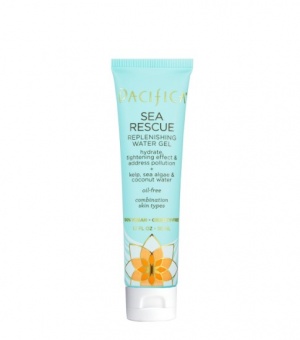 PACIFICA
SEA
RESCUE
REPLENISHING
WATER GEL
hydrate,
tightening effect &
address pollution
+
kelp, sea algae &
coconut water
oil-free
combination
skin types